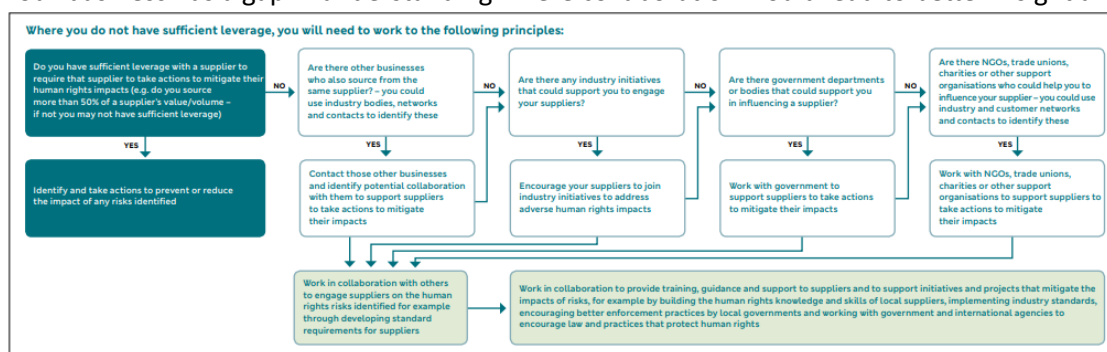 Where you do not have sufficient leverage, you will need to work to the following principles:
Do you have sufficient leverage with a supplier to
require that supplier to take actions to mitigate their
human rights impacts (e.g. do you source
more than 50% of a supplier's value/volume –
if not you may not have sufficient leverage)
NO
Are there other businesses
who also source from the
same supplier? – you could
use industry bodies, networks
and contacts to identify these
NO
Are there any industry initiatives
that could support you to engage
your suppliers?
NO
Are there government departments
or bodies that could support you
in influencing a supplier?
NO
Are there NGOs, trade unions,
charities or other support
organisations who could help you to
influence your supplier – you could use
industry and customer networks
and contacts to identify these
YES
YES
YES
YES
YES
Identify and take actions to prevent or reduce
the impact of any risks identified
Contact those other businesses
and identify potential collaboration
with them to support suppliers
to take actions to mitigate
their impacts
Encourage your suppliers to join
industry initiatives to address
adverse human rights impacts
Work with government to
support suppliers to take actions
to mitigate their impacts
Work with NGOs, trade unions,
charities or other support
organisations to support suppliers to
take actions to mitigate
their impacts
Work in collaboration with others
to engage suppliers on the human
rights risks identified for example
through developing standard
requirements for suppliers
Work in collaboration to provide training, guidance and support to suppliers and to support initiatives and projects that mitigate the
impacts of risks, for example by building the human rights knowledge and skills of local suppliers, implementing industry standards,
encouraging better enforcement practices by local governments and working with government and international agencies to
encourage law and practices that protect human rights